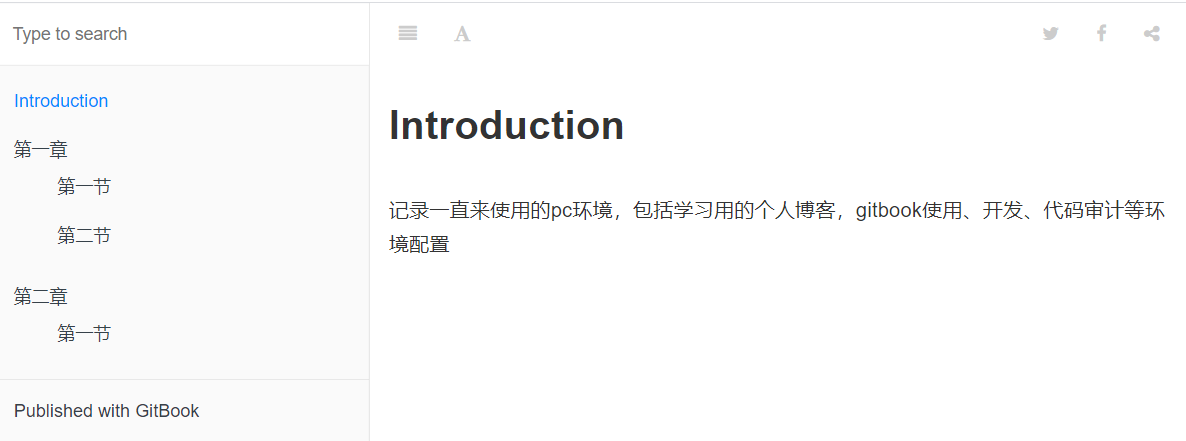 Type to search
Introduction
第一章
第一节
第二节
第二章
第一节
Published with GitBook
A
Introduction
记录一直来使用的pc环境，包括学习用的个人博客，gitbook使用、开发、代码审计等环
境配置